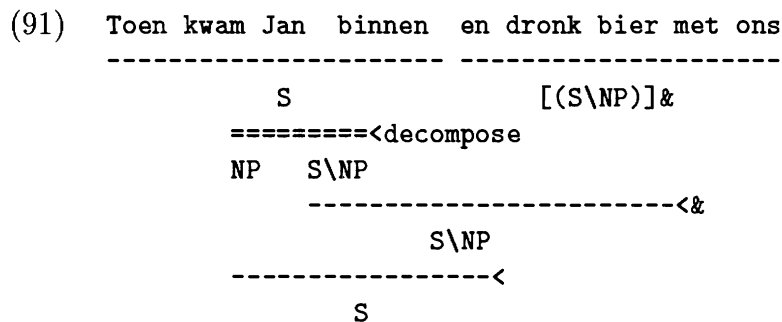 (91) Toen kwam Jan binnen en dronk bier met ons
---------------------- ---------------------
S [(S\NP)]&
=========<decompose
NP S\NP
------------------------<&
S\NP
-----------------<
S